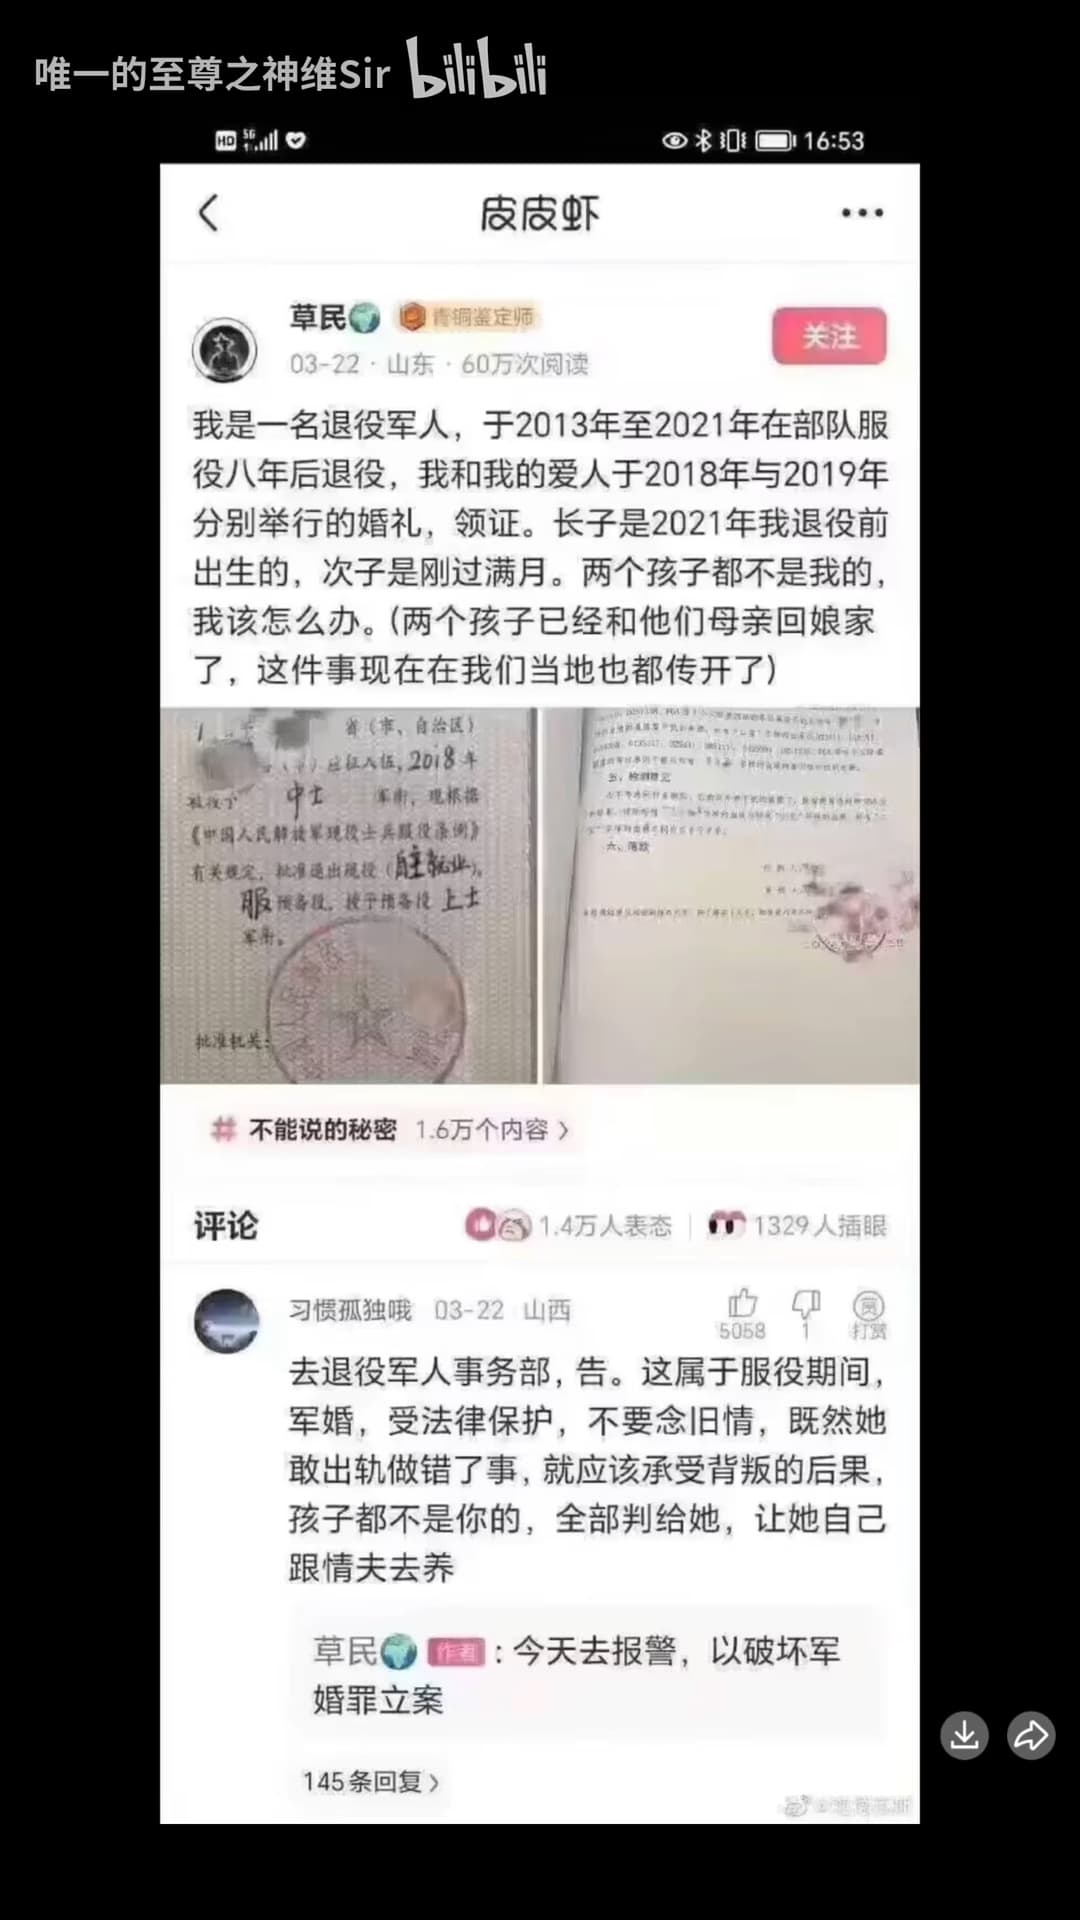 唯一的至尊之神维Sir bilibili
HD 5G 16:53
皮皮虾
草民 青铜鉴定师
关注
03-22 · 山东 · 60万次阅读
我是一名退役军人，于2013年至2021年在部队服
役八年后退役，我和我的爱人于2018年与2019年
分别举行的婚礼，领证。长子是2021年我退役前
出生的，次子是刚过满月。两个孩子都不是我的，
我该怎么办。(两个孩子已经和他们母亲回娘家
了，这件事现在在我们当地也都传开了)
省（市、自治区）
应征入伍，2018年
被授予 中士 军衔，现根据
《中国人民解放军现役士兵服役条例》
有关规定，批准退出现役（自主就业），
服预备役，授予预备役 上士
军衔。
批准机关：
六、落款
# 不能说的秘密 1.6万个内容 >
评论 1.4万人表态 | 1329人插眼
习惯孤独哦 03-22 山西
5058 1 打赏
赏
去退役军人事务部，告。这属于服役期间，
军婚，受法律保护，不要念旧情，既然她
敢出轨做错了事，就应该承受背叛的后果，
孩子都不是你的，全部判给她，让她自己
跟情夫去养
草民 作者：今天去报警，以破坏军
婚罪立案
145条回复 >